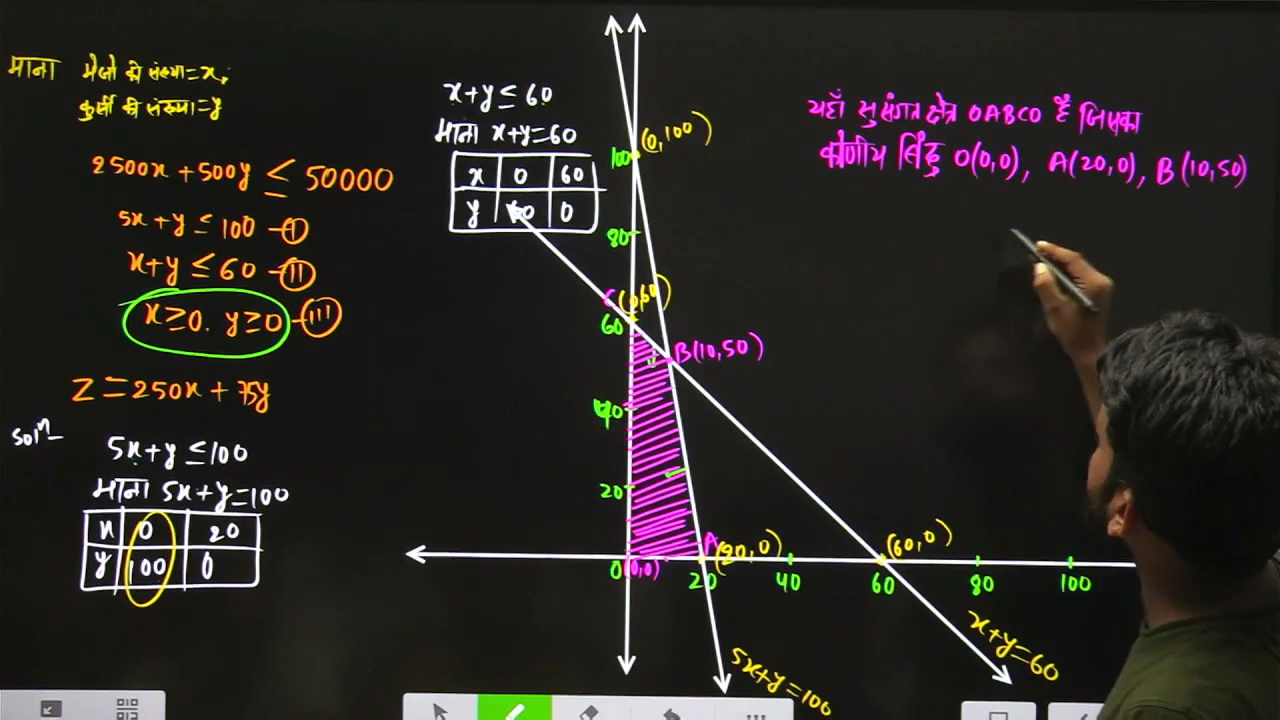 माना मेजो की संख्या=x,
कुर्सी की संख्या=y
2500x+500y ≤ 50000
5x+y ≤ 100 -(I)
x+y ≤ 60 -(II)
x≥0. y≥0 -(III)
Z=250x+75y
Solⁿ-
5x+y ≤100
माना 5x+y=100
x 0 20
y 100 0
x+y ≤ 60
माना x+y=60
x 0 60
y 60 0
(0,100)
100
80
C (0,60)
60
B(10,50)
40
20
A(20,0)
(60,0)
0(0,0)
20 40 60 80 100
x+y=60
5x+y=100
यहाँ सुसंगत क्षेत्र OABCO है जिसका
कोणीय बिंदु O(0,0), A(20,0), B(10,50)